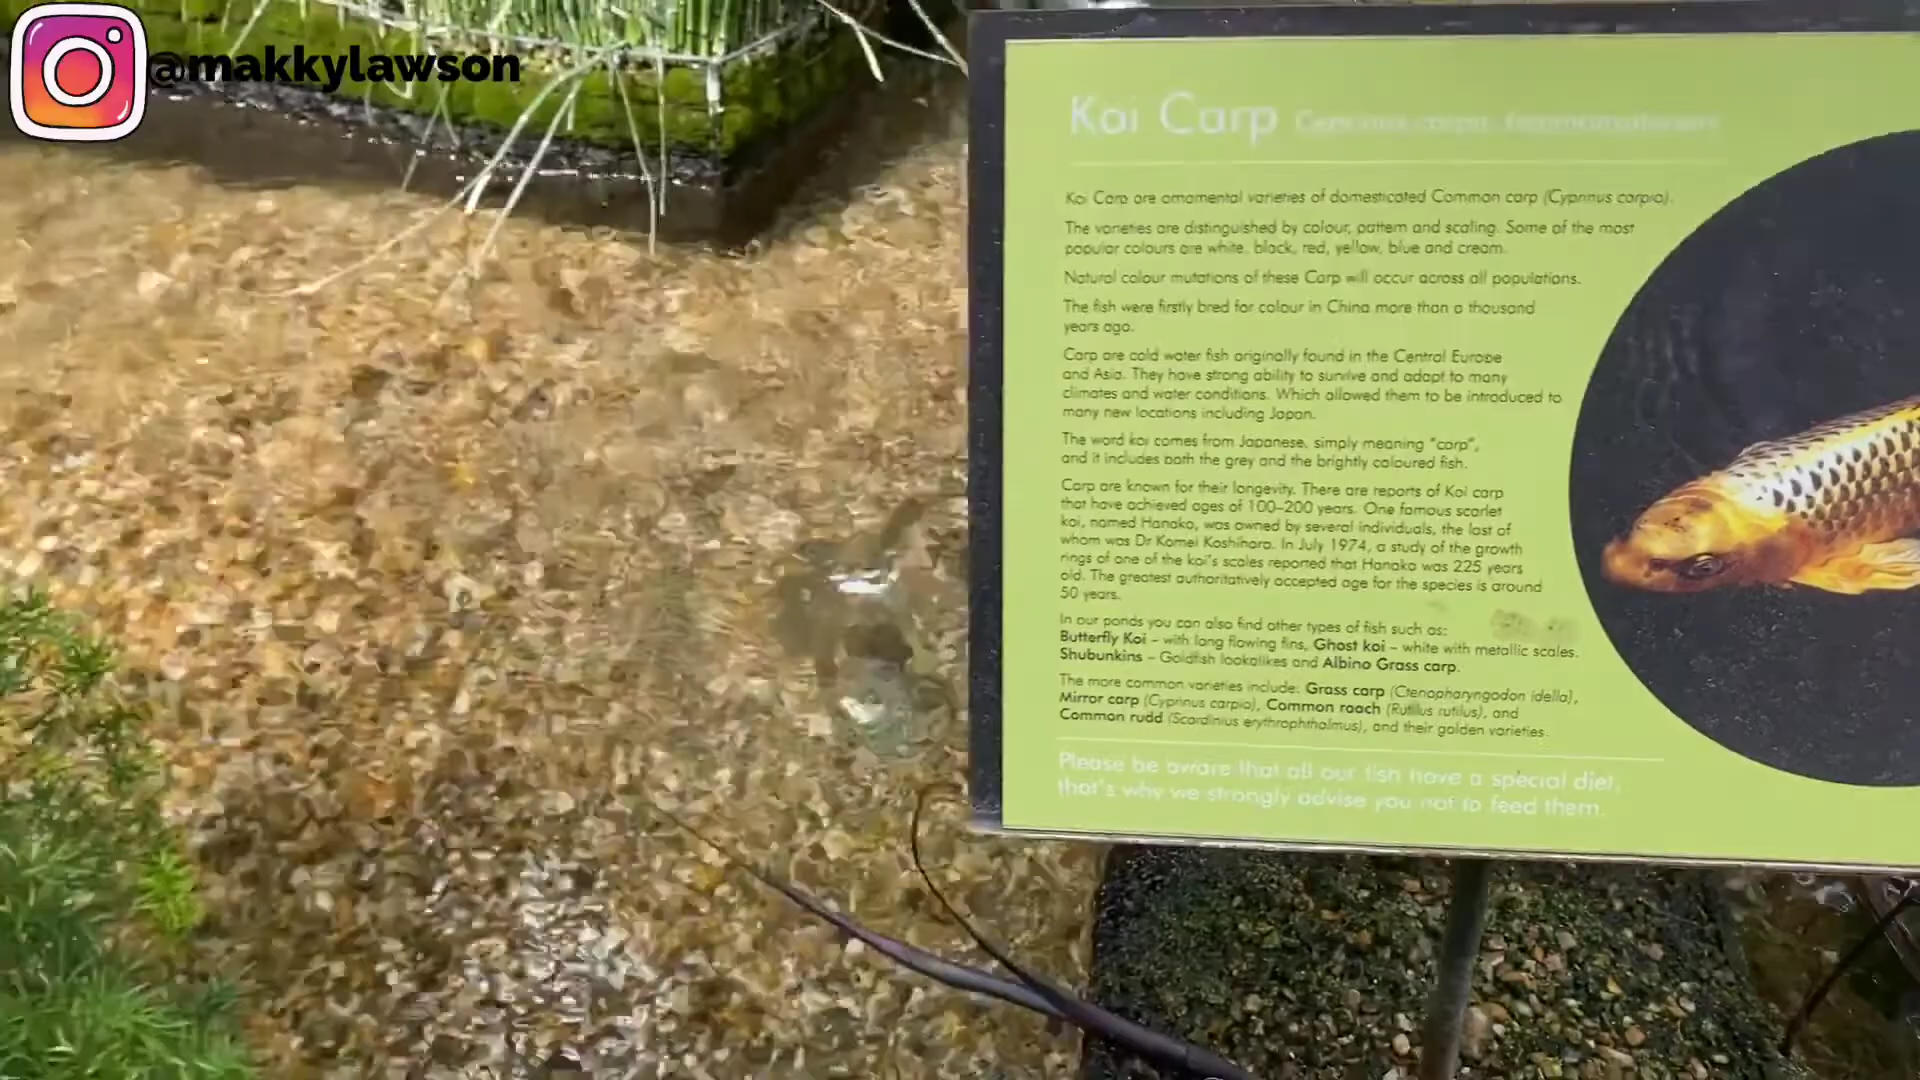 @makkylawson
Koi Carp
Koi Carp are ornamental varieties of domesticated Common carp (Cyprinus carpio).
The varieties are distinguished by colour, pattern and scaling. Some of the most
popular colours are white, black, red, yellow, blue and cream.
Natural colour mutations of these Carp will occur across all populations.
The fish were firstly bred for colour in China more than a thousand
years ago.
Carp are cold water fish originally found in the Central Europe
and Asia. They have strong ability to survive and adapt to many
climates and water conditions. Which allowed them to be introduced to
many new locations including Japan.
The word koi comes from Japanese, simply meaning "carp",
and it includes both the grey and the brightly coloured fish.
Carp are known for their longevity. There are reports of Koi carp
that have achieved ages of 100–200 years. One famous scarlet
koi, named Hanako, was owned by several individuals, the last of
whom was Dr Komei Koshihara. In July 1974, a study of the growth
rings of one of the koi's scales reported that Hanako was 225 years
old. The greatest authoritatively accepted age for the species is around
50 years.
In our ponds you can also find other types of fish such as:
Butterfly Koi – with long flowing fins, Ghost koi – white with metallic scales.
Shubunkins – Goldfish lookalikes and Albino Grass carp.
The more common varieties include: Grass carp (Ctenopharyngodon idella),
Mirror carp (Cyprinus carpio), Common roach (Rutilus rutilus), and
Common rudd (Scardinius erythrophthalmus), and their golden varieties.
Please be aware that all our fish have a special diet,
that's why we strongly advise you not to feed them.